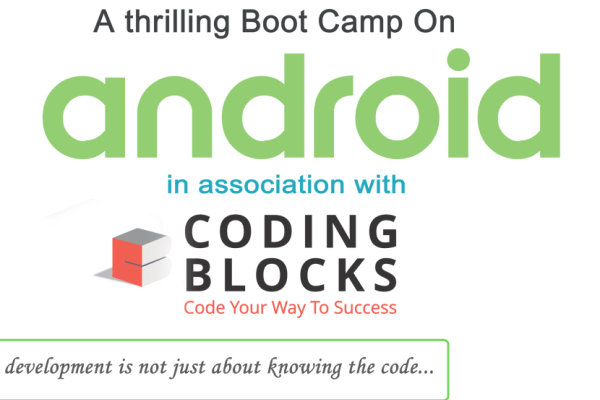 A thrilling Boot Camp On
android
in association with
CODING
BLOCKS
Code Your Way To Success
development is not just about knowing the code...